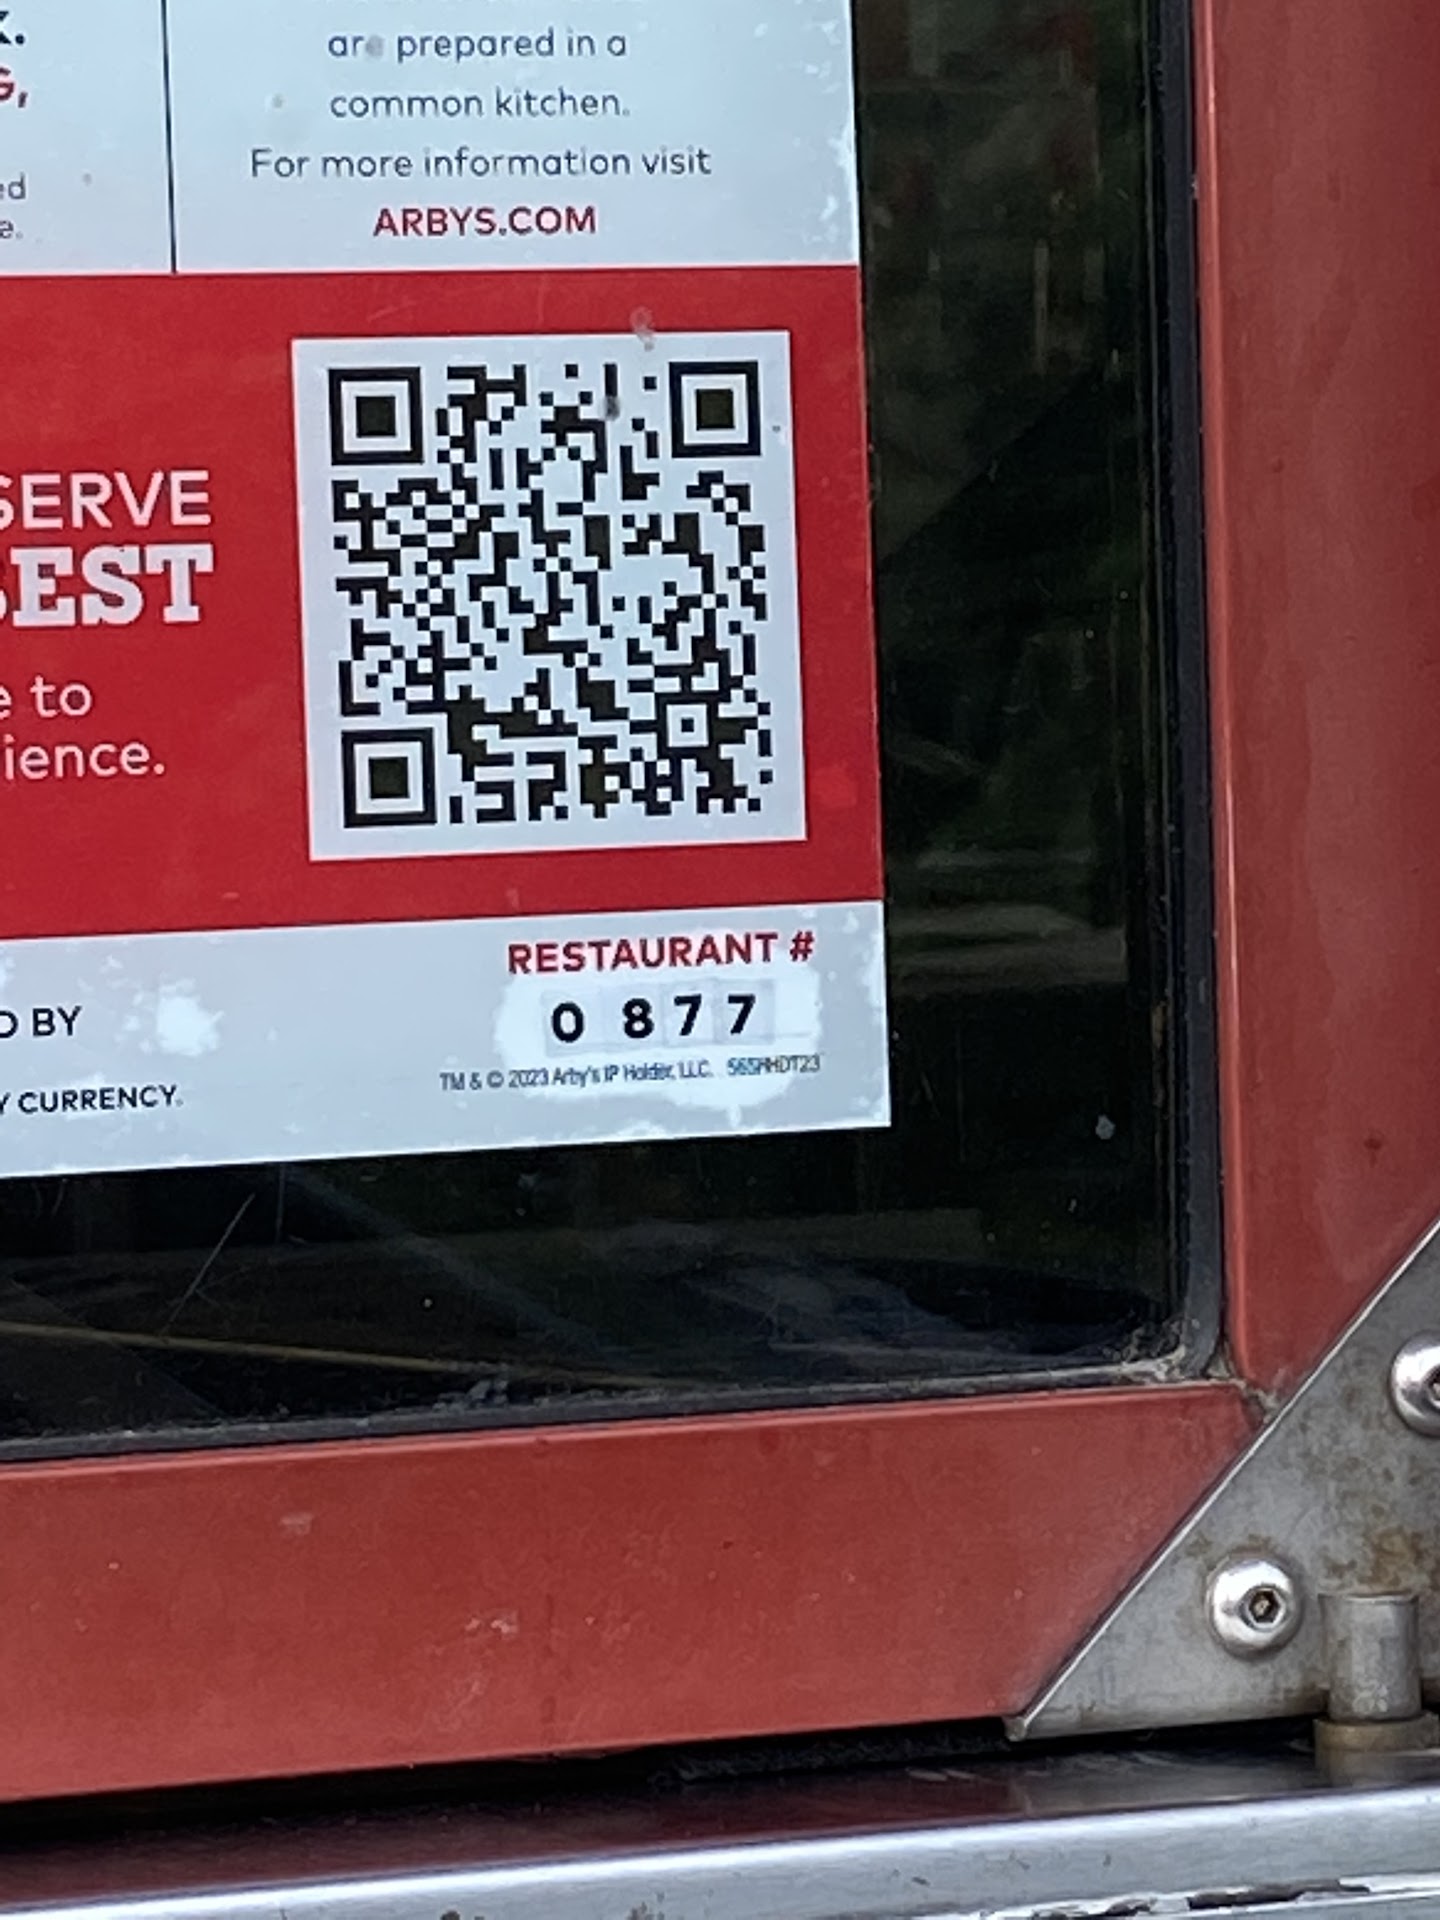 are prepared in a
common kitchen.
For more information visit
ARBYS.COM
SERVE
BEST
to
RESTAURANT #
0 877
BY
TM & © 2023 Arby's IP Holder, LLC. 565HHDT23
CURRENCY.